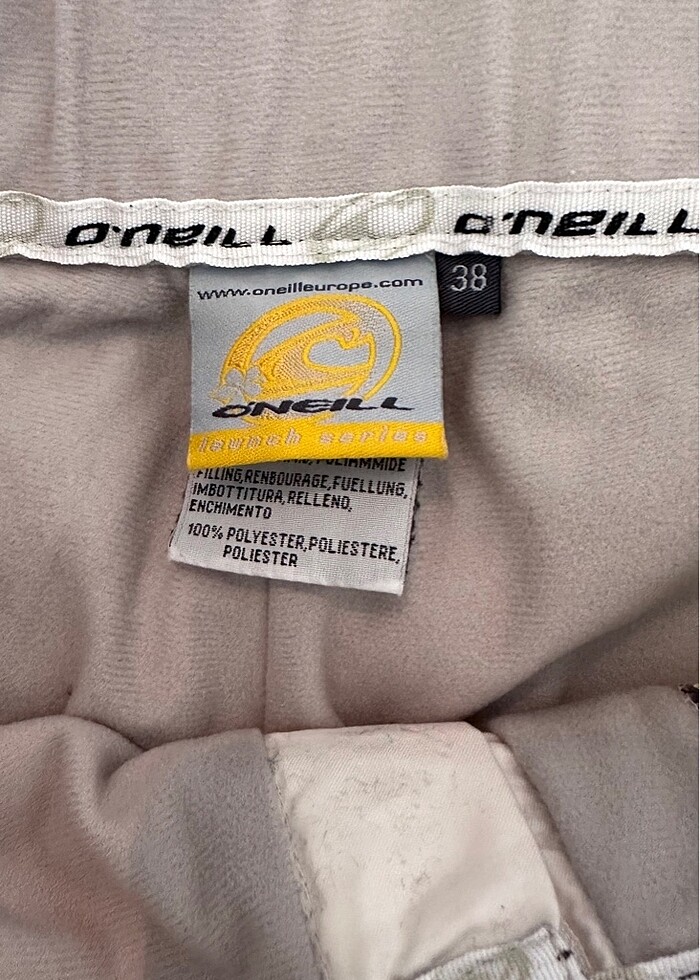 O'NEILL O'NEILL
www.oneilleurope.com
38
O'NEILL
launch series
POLIAMMIDE
FILLING,RENBOURAGE,FUELLUNG,
IMBOTTITURA,RELLENO,
ENCHIMENTO
100% POLYESTER,POLIESTERE,
POLIESTER